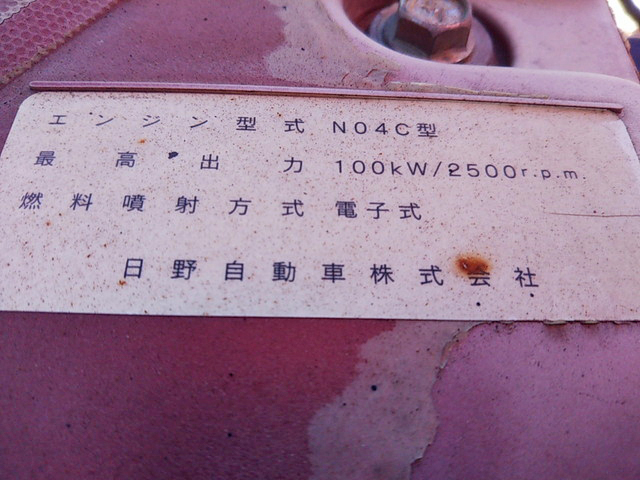 エンジン型式 N04C型
最高出力 100kW/2500r.p.m.
燃料噴射方式 電子式
日野自動車株式会社